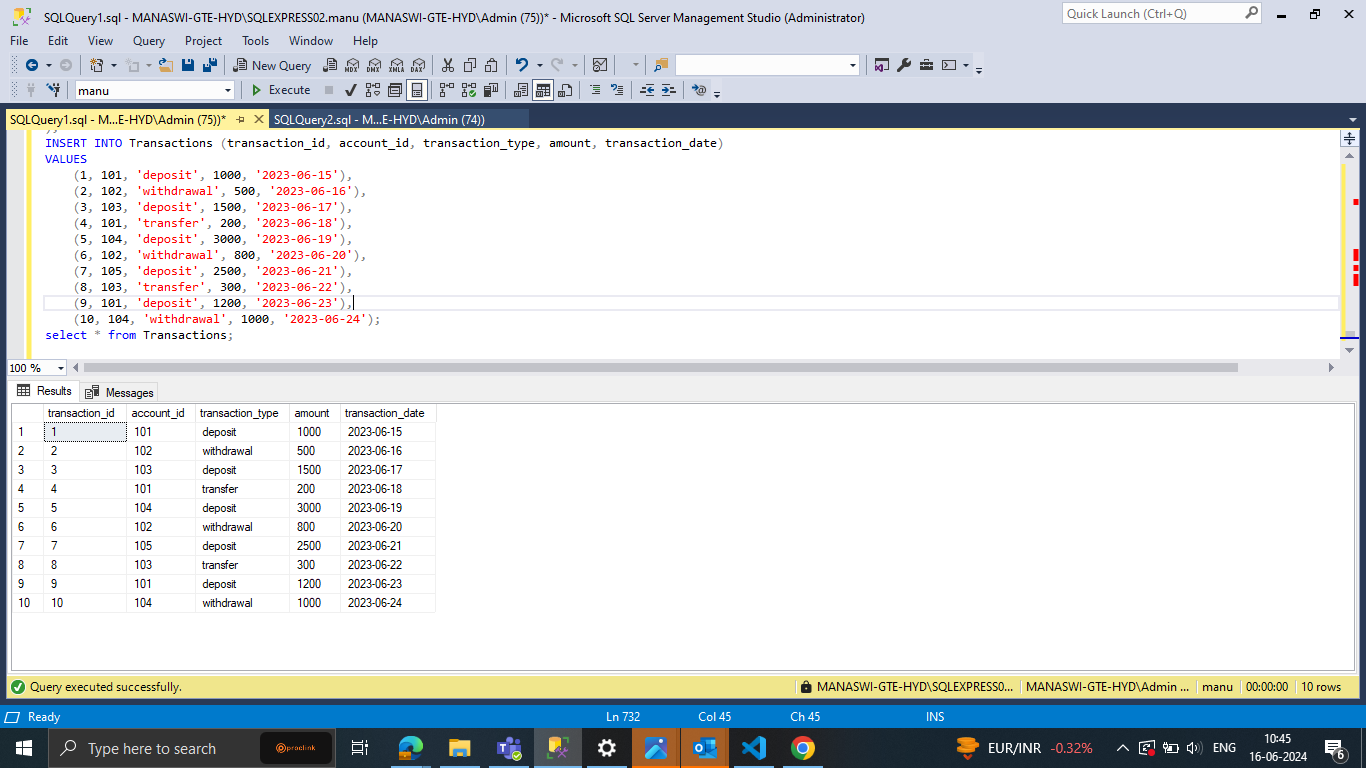 SQLQuery1.sql - MANASWI-GTE-HYD\SQLEXPRESS02.manu (MANASWI-GTE-HYD\Admin (75))* - Microsoft SQL Server Management Studio (Administrator)
Quick Launch (Ctrl+Q)
File Edit View Query Project Tools Window Help
New Query MDX DMX XMLA DAX
manu Execute
SQLQuery1.sql - M...E-HYD\Admin (75))* SQLQuery2.sql - M...E-HYD\Admin (74))
);
INSERT INTO Transactions (transaction_id, account_id, transaction_type, amount, transaction_date)
VALUES
(1, 101, 'deposit', 1000, '2023-06-15'),
(2, 102, 'withdrawal', 500, '2023-06-16'),
(3, 103, 'deposit', 1500, '2023-06-17'),
(4, 101, 'transfer', 200, '2023-06-18'),
(5, 104, 'deposit', 3000, '2023-06-19'),
(6, 102, 'withdrawal', 800, '2023-06-20'),
(7, 105, 'deposit', 2500, '2023-06-21'),
(8, 103, 'transfer', 300, '2023-06-22'),
(9, 101, 'deposit', 1200, '2023-06-23'),
(10, 104, 'withdrawal', 1000, '2023-06-24');
select * from Transactions;
100 %
Results Messages
transaction_id account_id transaction_type amount transaction_date
1 1 101 deposit 1000 2023-06-15
2 2 102 withdrawal 500 2023-06-16
3 3 103 deposit 1500 2023-06-17
4 4 101 transfer 200 2023-06-18
5 5 104 deposit 3000 2023-06-19
6 6 102 withdrawal 800 2023-06-20
7 7 105 deposit 2500 2023-06-21
8 8 103 transfer 300 2023-06-22
9 9 101 deposit 1200 2023-06-23
10 10 104 withdrawal 1000 2023-06-24
Query executed successfully. MANASWI-GTE-HYD\SQLEXPRESS0... MANASWI-GTE-HYD\Admin ... manu 00:00:00 10 rows
Ready Ln 732 Col 45 Ch 45 INS
Type here to search proclink EUR/INR -0.32% ENG 10:45
16-06-2024 6